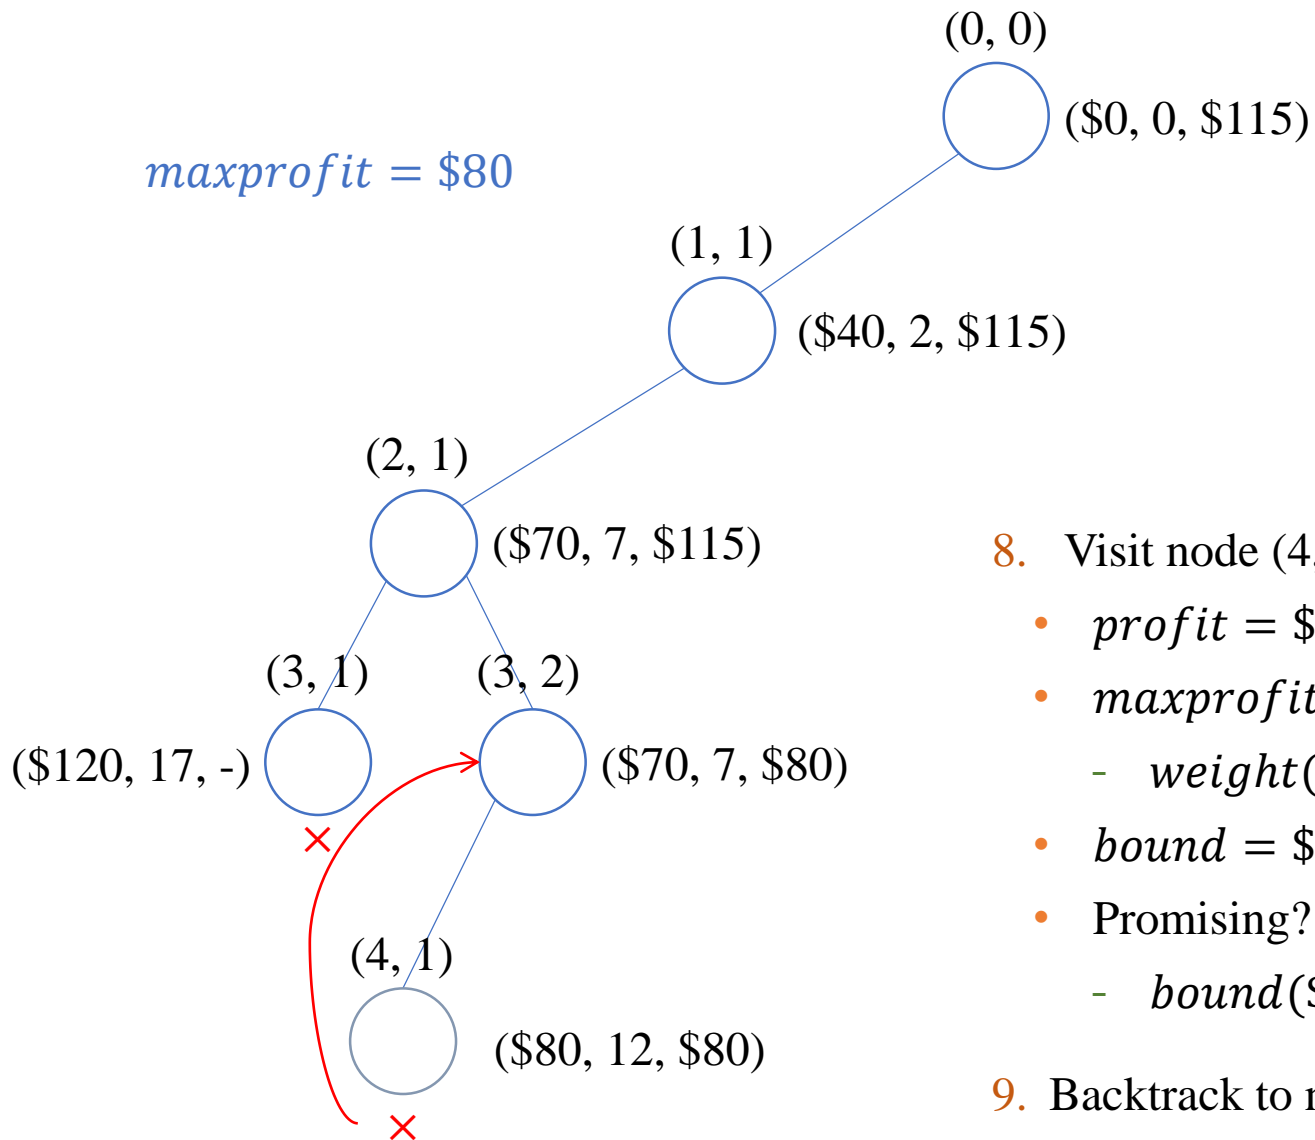 (0, 0)
($0, 0, $115)
maxprofit = $80
(1, 1)
($40, 2, $115)
(2, 1)
($70, 7, $115)
(3, 1)
(3, 2)
($120, 17, -)
($70, 7, $80)
(4, 1)
($80, 12, $80)
8. Visit node (4,
• profit = $
• maxprofit
- weight(
• bound = $
• Promising?
- bound($
9. Backtrack to